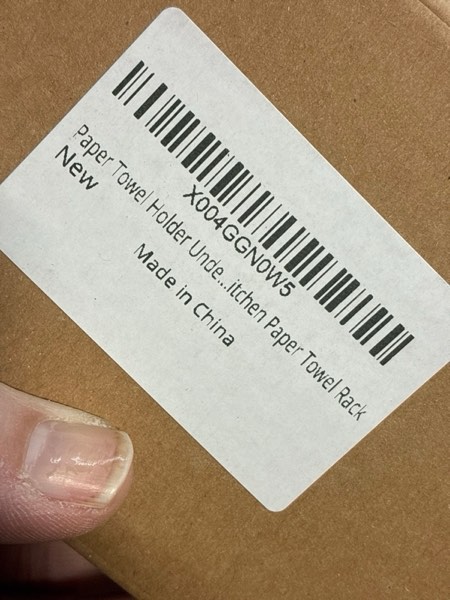 X004GGN0W5
Paper Towel Holder Unde...itchen Paper Towel Rack
New
Made in China